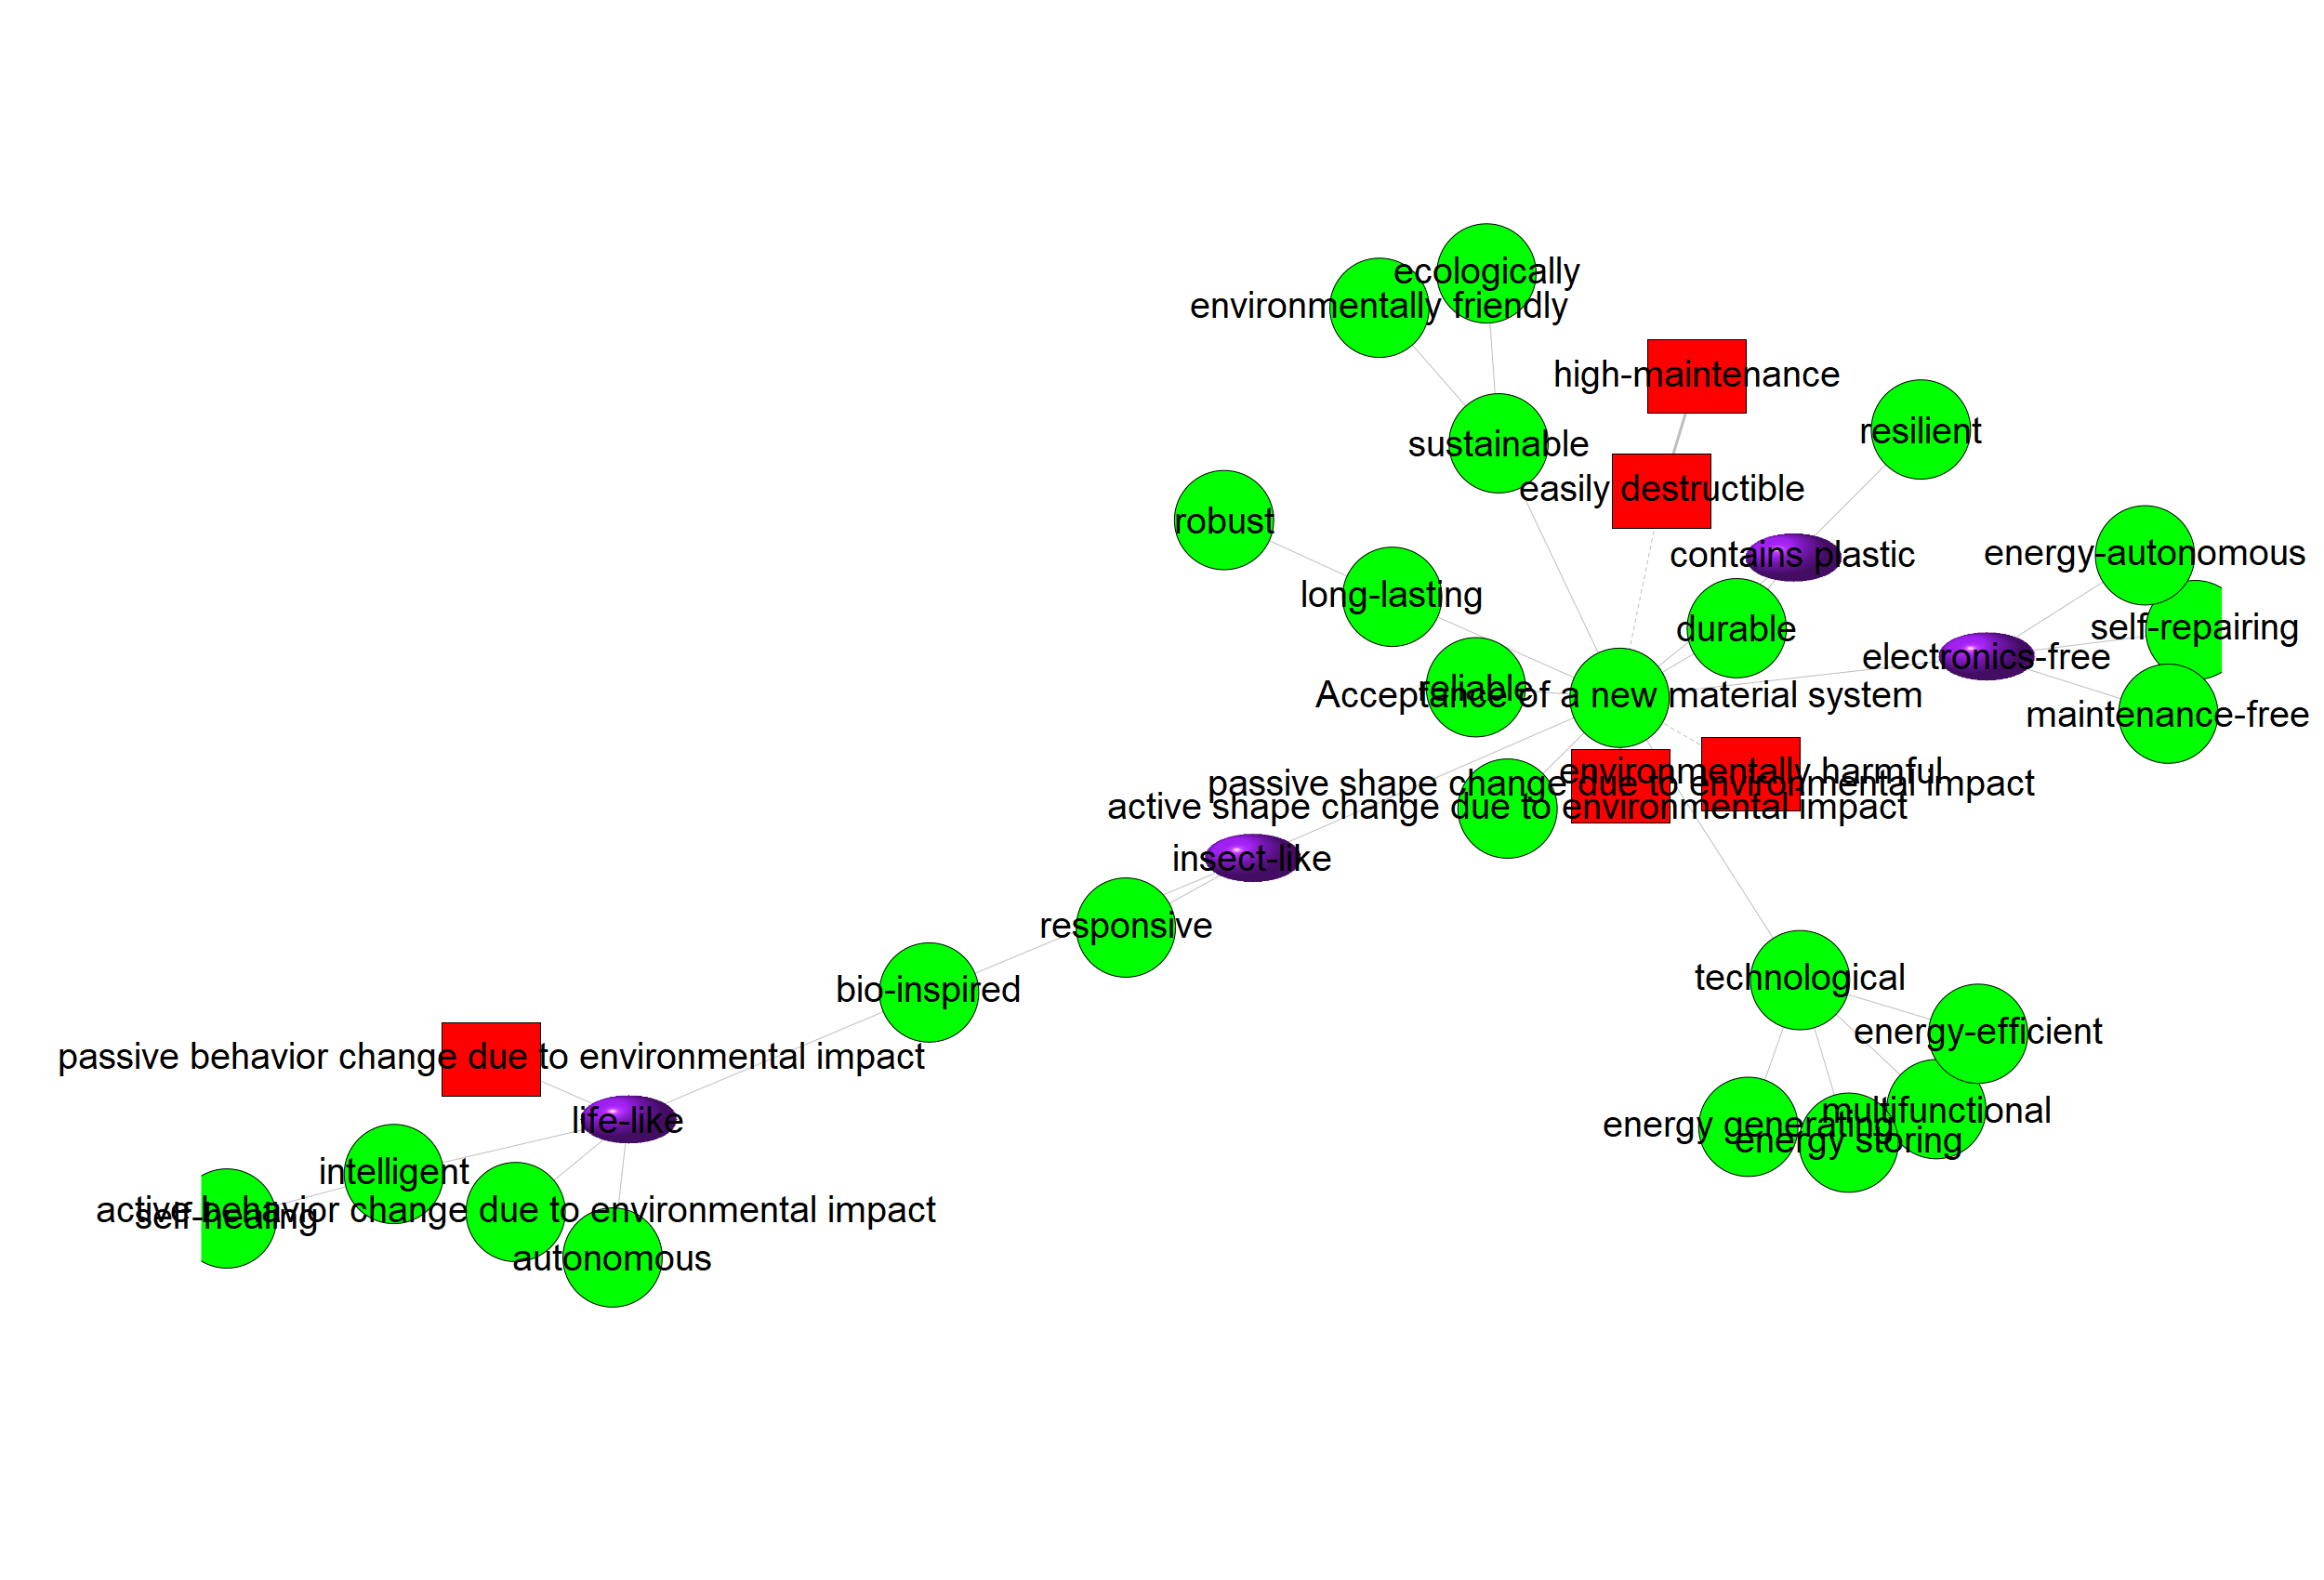 ecologically
environmentally friendly
high-maintenance
resilient
sustainable
easily destructible
robust
contains plastic
energy-autonomous
long-lasting
durable
self-repairing
electronics-free
reliable
Acceptance of a new material system
maintenance-free
environmentally harmful
passive shape change due to environmental impact
active shape change due to environmental impact
insect-like
responsive
technological
bio-inspired
energy-efficient
passive behavior change due to environmental impact
multifunctional
life-like
energy generating
energy storing
intelligent
active behavior change due to environmental impact
self-healing
autonomous